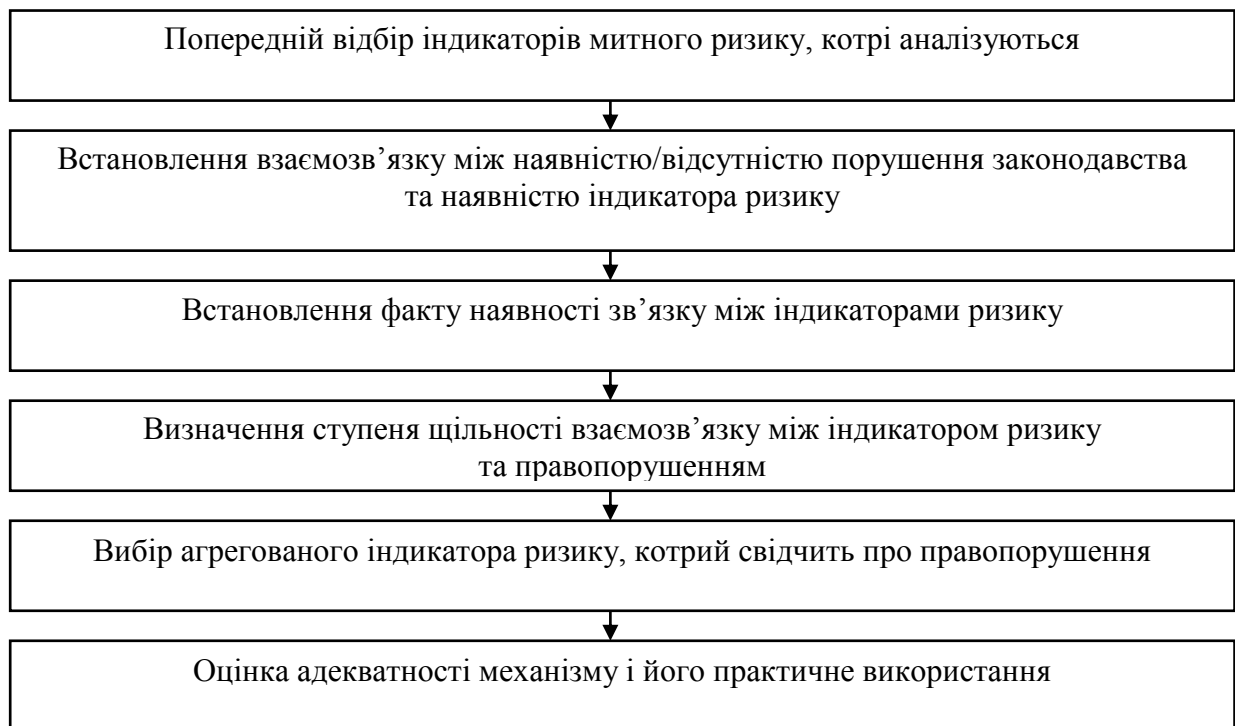 Попередній відбір індикаторів митного ризику, котрі аналізуються
Встановлення взаємозв’язку між наявністю/відсутністю порушення законодавства
та наявністю індикатора ризику
Встановлення факту наявності зв’язку між індикаторами ризику
Визначення ступеня щільності взаємозв’язку між індикатором ризику
та правопорушенням
Вибір агрегованого індикатора ризику, котрий свідчить про правопорушення
Оцінка адекватності механізму і його практичне використання